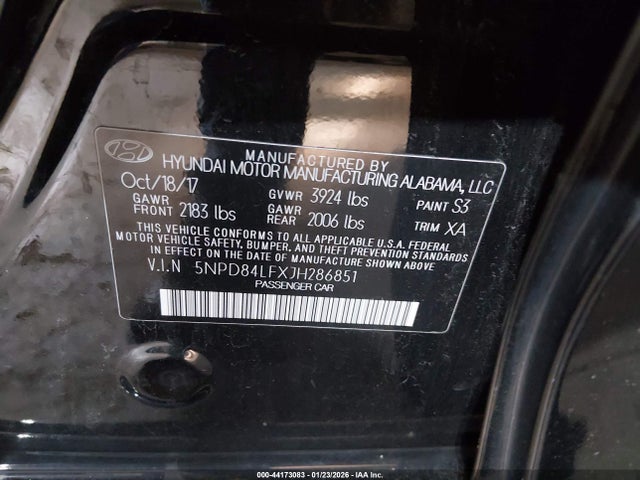 MANUFACTURED BY
HYUNDAI MOTOR MANUFACTURING ALABAMA, LLC
Oct/18/17 GVWR 3924 lbs PAINT S3
GAWR FRONT 2183 lbs GAWR REAR 2006 lbs TRIM XA
THIS VEHICLE CONFORMS TO ALL APPLICABLE U.S.A. FEDERAL
MOTOR VEHICLE SAFETY, BUMPER, AND THEFT PREVENTION STANDARDS
IN EFFECT ON THE DATE OF MANUFACTURE SHOWN ABOVE.
V.I.N 5NPD84LFXJH286851
PASSENGER CAR
000-44173083 - 01/23/2026 - IAA Inc.